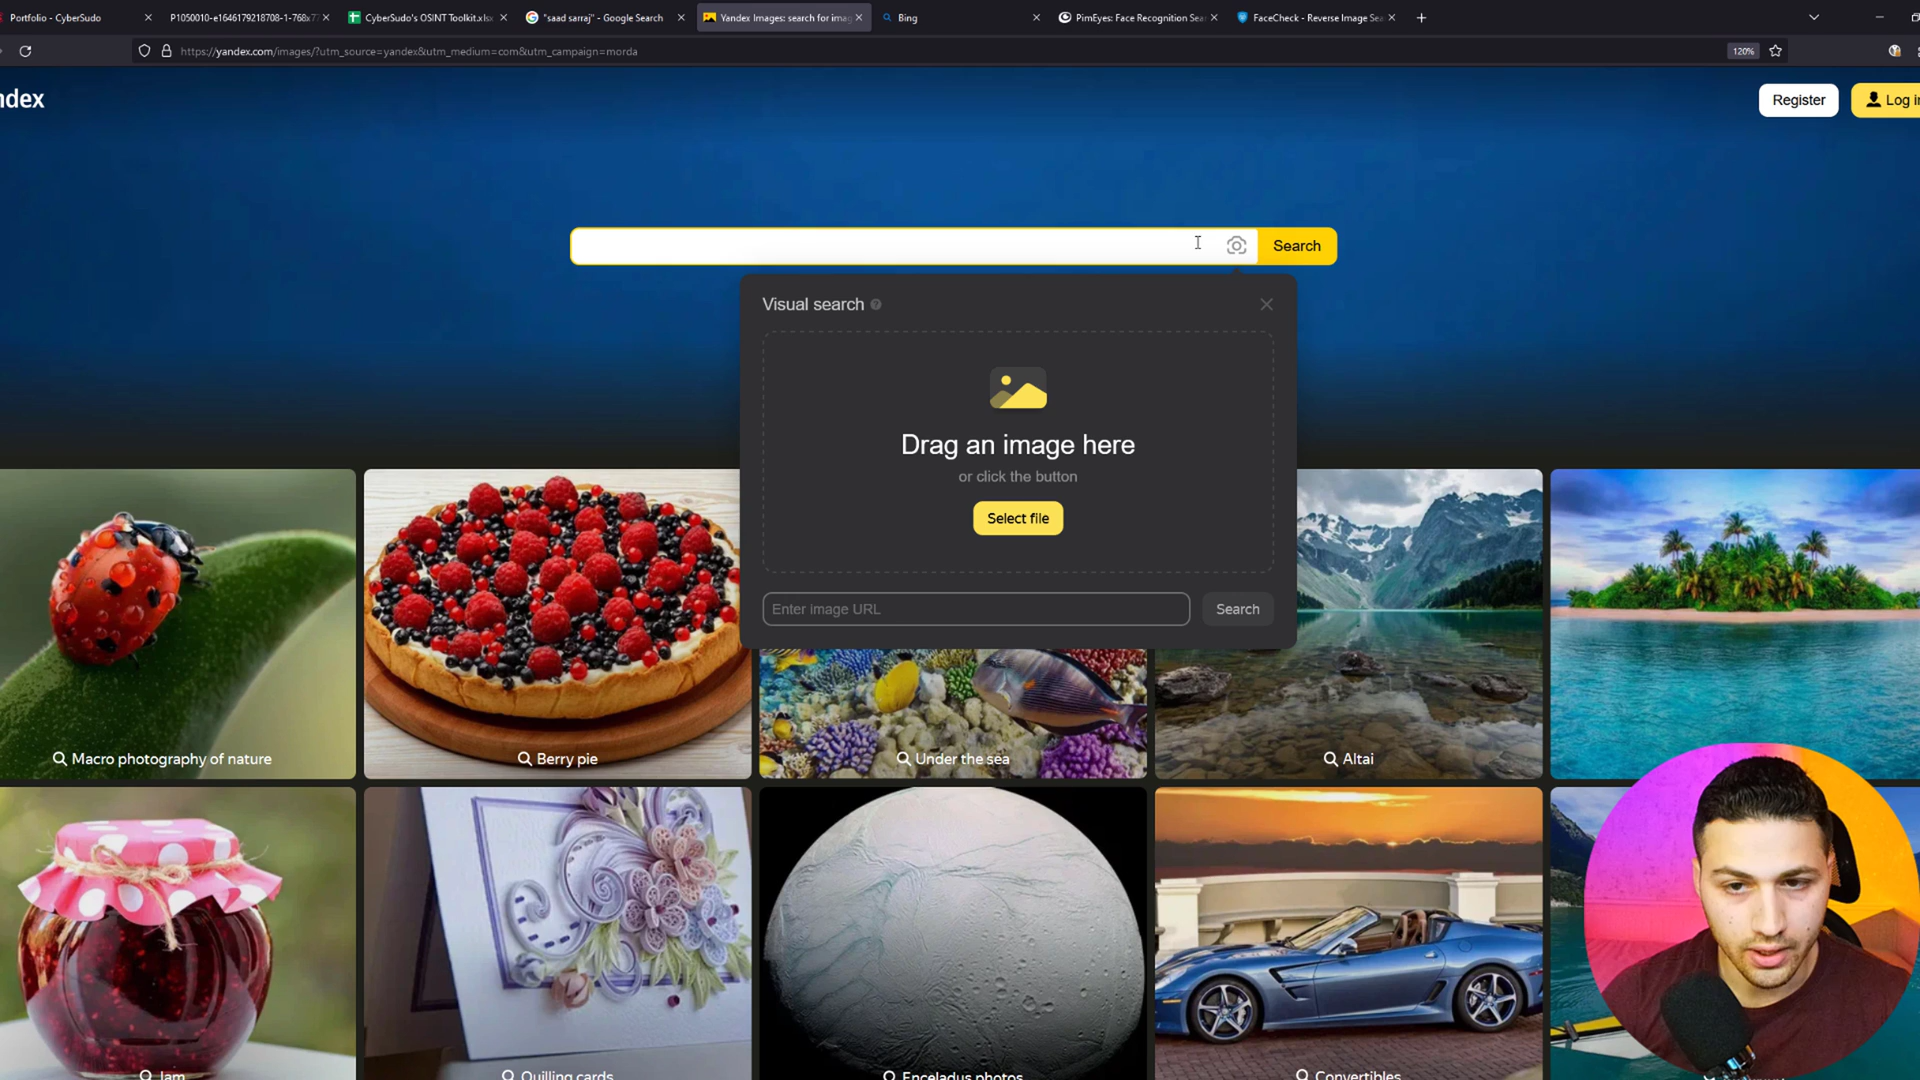 Portfolio - CyberSudo
P1050010-e1646179218708-1-768x7
CyberSudo's OSINT Toolkit.xlsx
"saad sarraj" - Google Search
Yandex Images: search for imag
Bing
PimEyes: Face Recognition Sea
FaceCheck - Reverse Image Sea
https://yandex.com/images/?utm_source=yandex&utm_medium=com&utm_campaign=morda
120%
ndex
Register
Log in
Search
Visual search
Drag an image here
or click the button
Select file
Enter image URL
Search
Macro photography of nature
Berry pie
Under the sea
Altai
Jam
Quilling cards
Enceladus photos
Convertibles